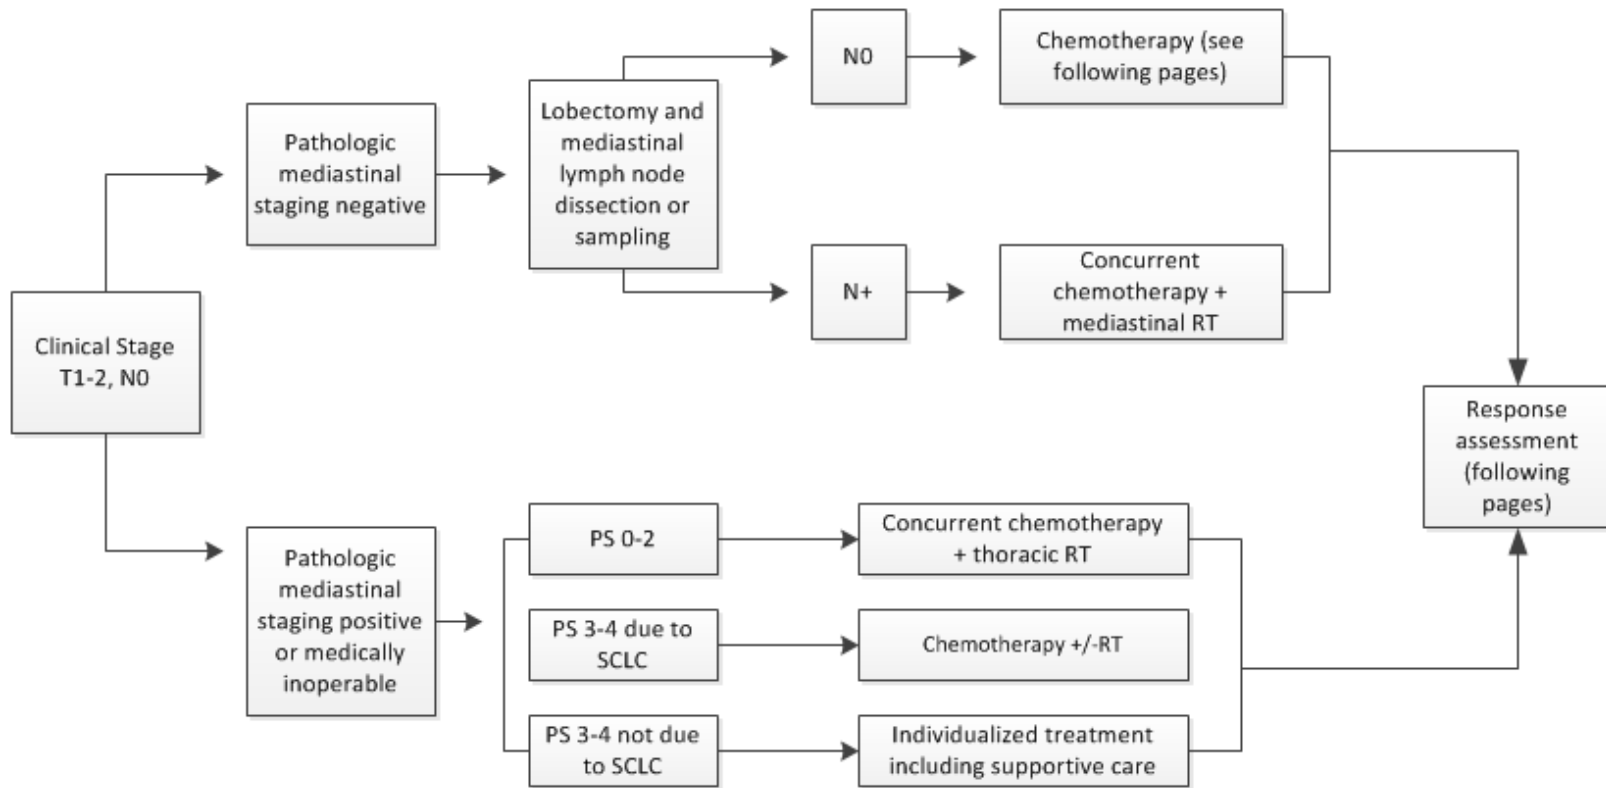 Clinical Stage
T1-2, N0
Pathologic
mediastinal
staging negative
Lobectomy and
mediastinal
lymph node
dissection or
sampling
N0
Chemotherapy (see
following pages)
N+
Concurrent
chemotherapy +
mediastinal RT
Pathologic
mediastinal
staging positive
or medically
inoperable
PS 0-2
Concurrent chemotherapy
+ thoracic RT
PS 3-4 due to
SCLC
Chemotherapy +/-RT
PS 3-4 not due
to SCLC
Individualized treatment
including supportive care
Response
assessment
(following
pages)